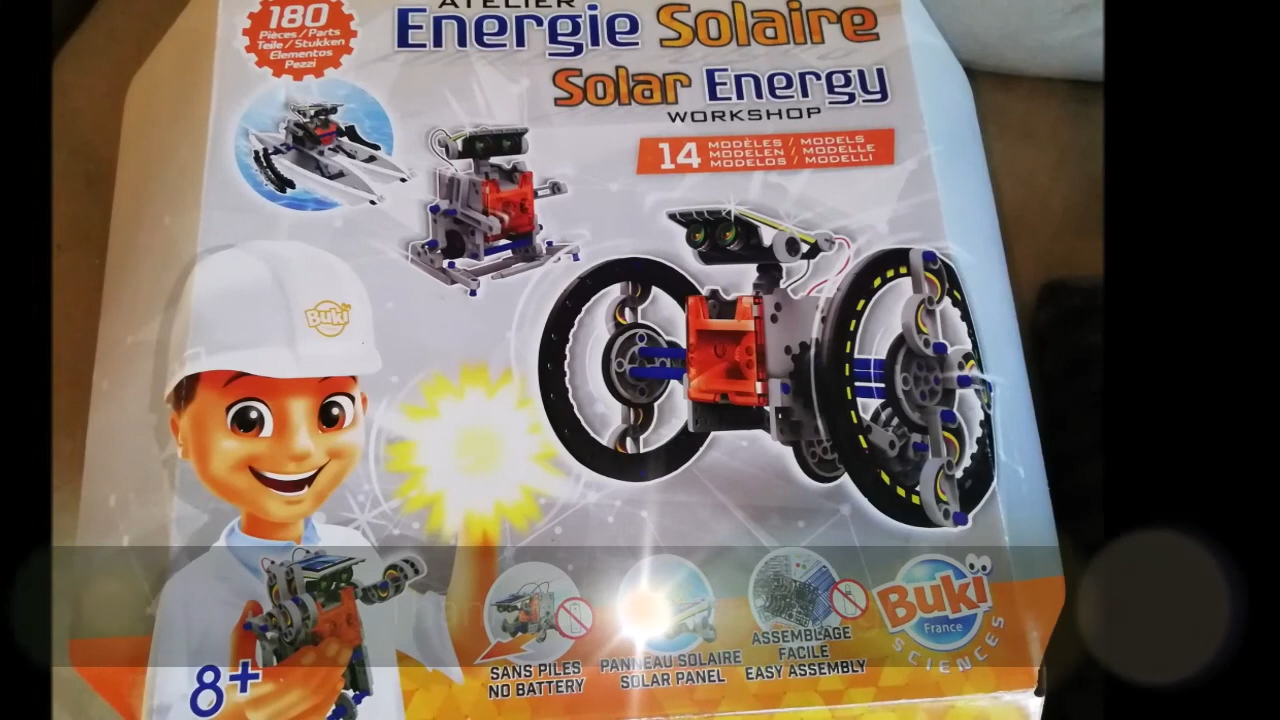 ATELIER
Energie Solaire
Solar Energy
WORKSHOP
180
Pièces / Parts
Teile / Stukken
Elementos
Pezzi
14
MODÈLES / MODELS
MODELEN / MODELLE
MODELOS / MODELLI
Buki
SANS PILES
NO BATTERY
PANNEAU SOLAIRE
SOLAR PANEL
ASSEMBLAGE
FACILE
EASY ASSEMBLY
Buki
France
SCIENCES
8+